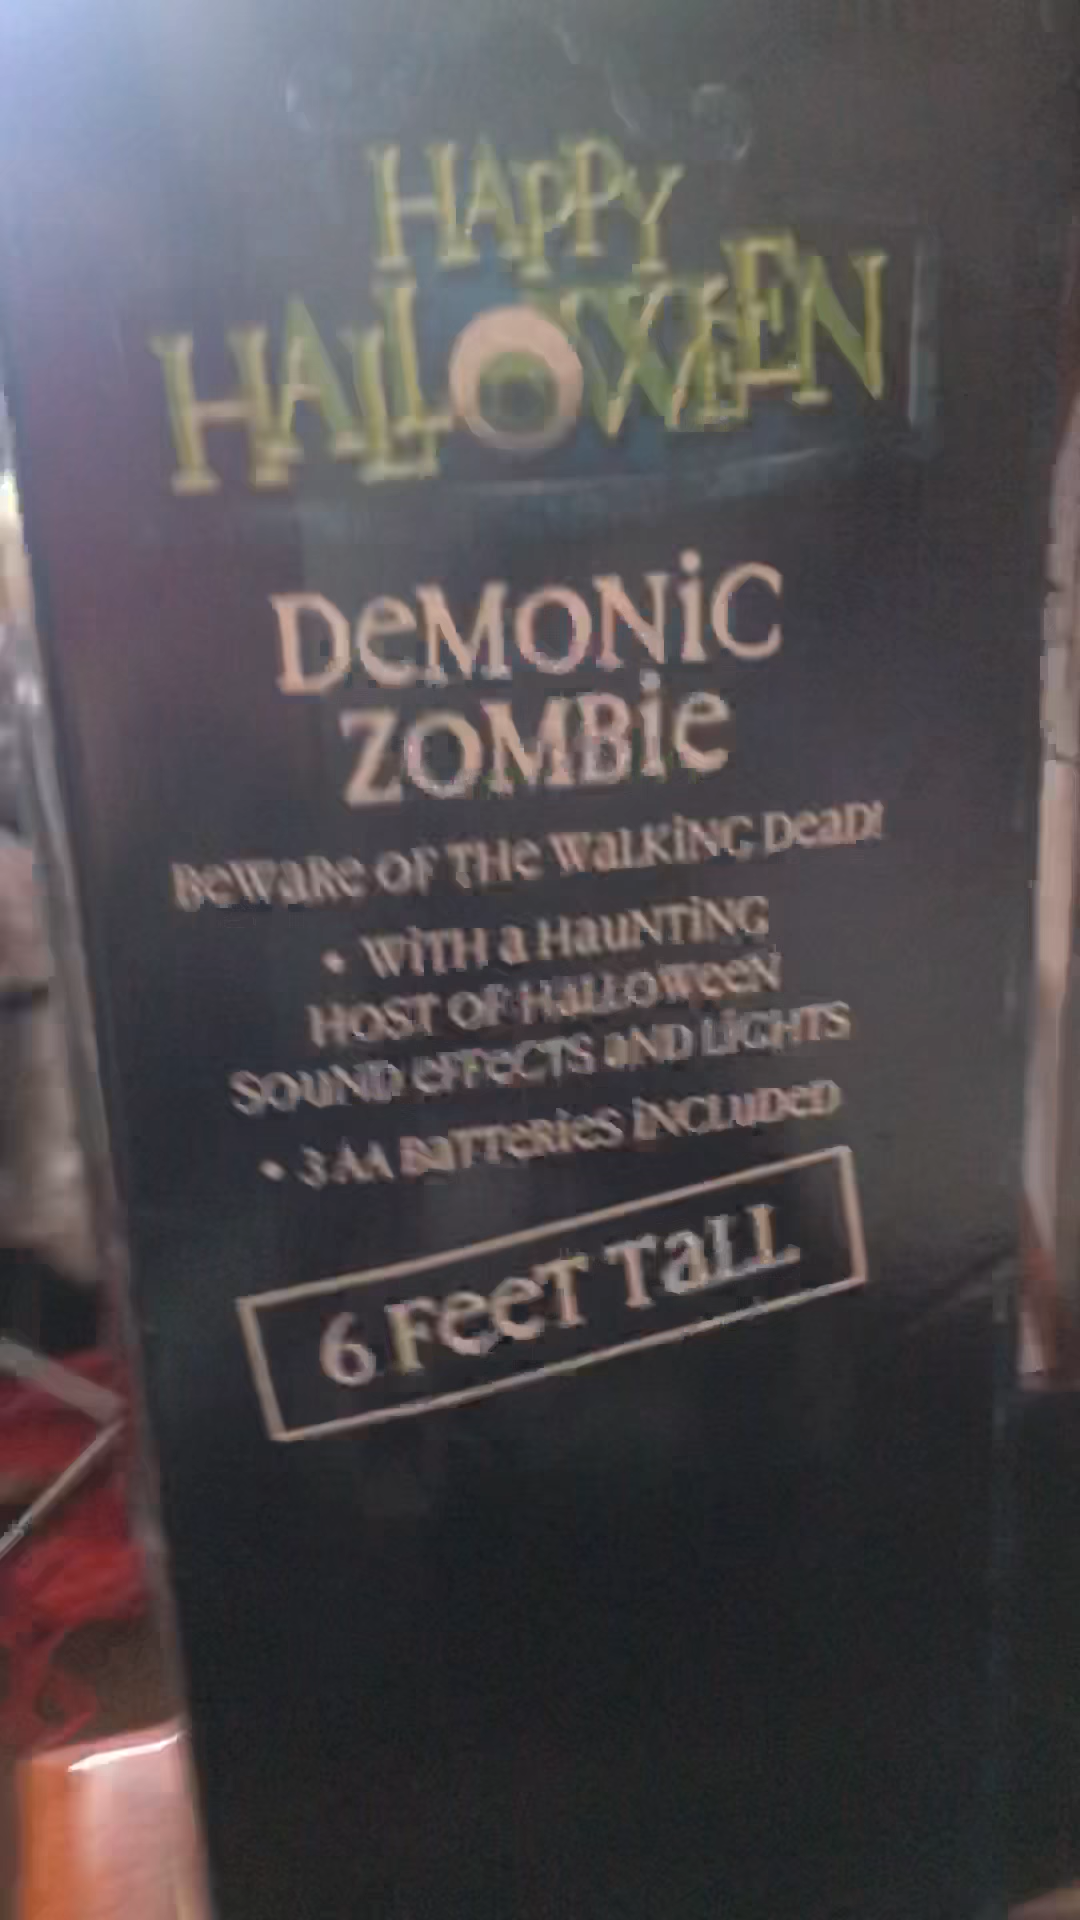 HAPPY
HALLOWEEN
DeMONiC
ZOMBie
BeWaRe OF THe WaLKiNG DeaD!
• WiTH a HauNTiNG
HOST OF HaLLOWeeN
SOuND eFFeCTS aND LiGHTS
• 3 AA BaTTeRieS iNCLuDeD
6 FeeT TaLL